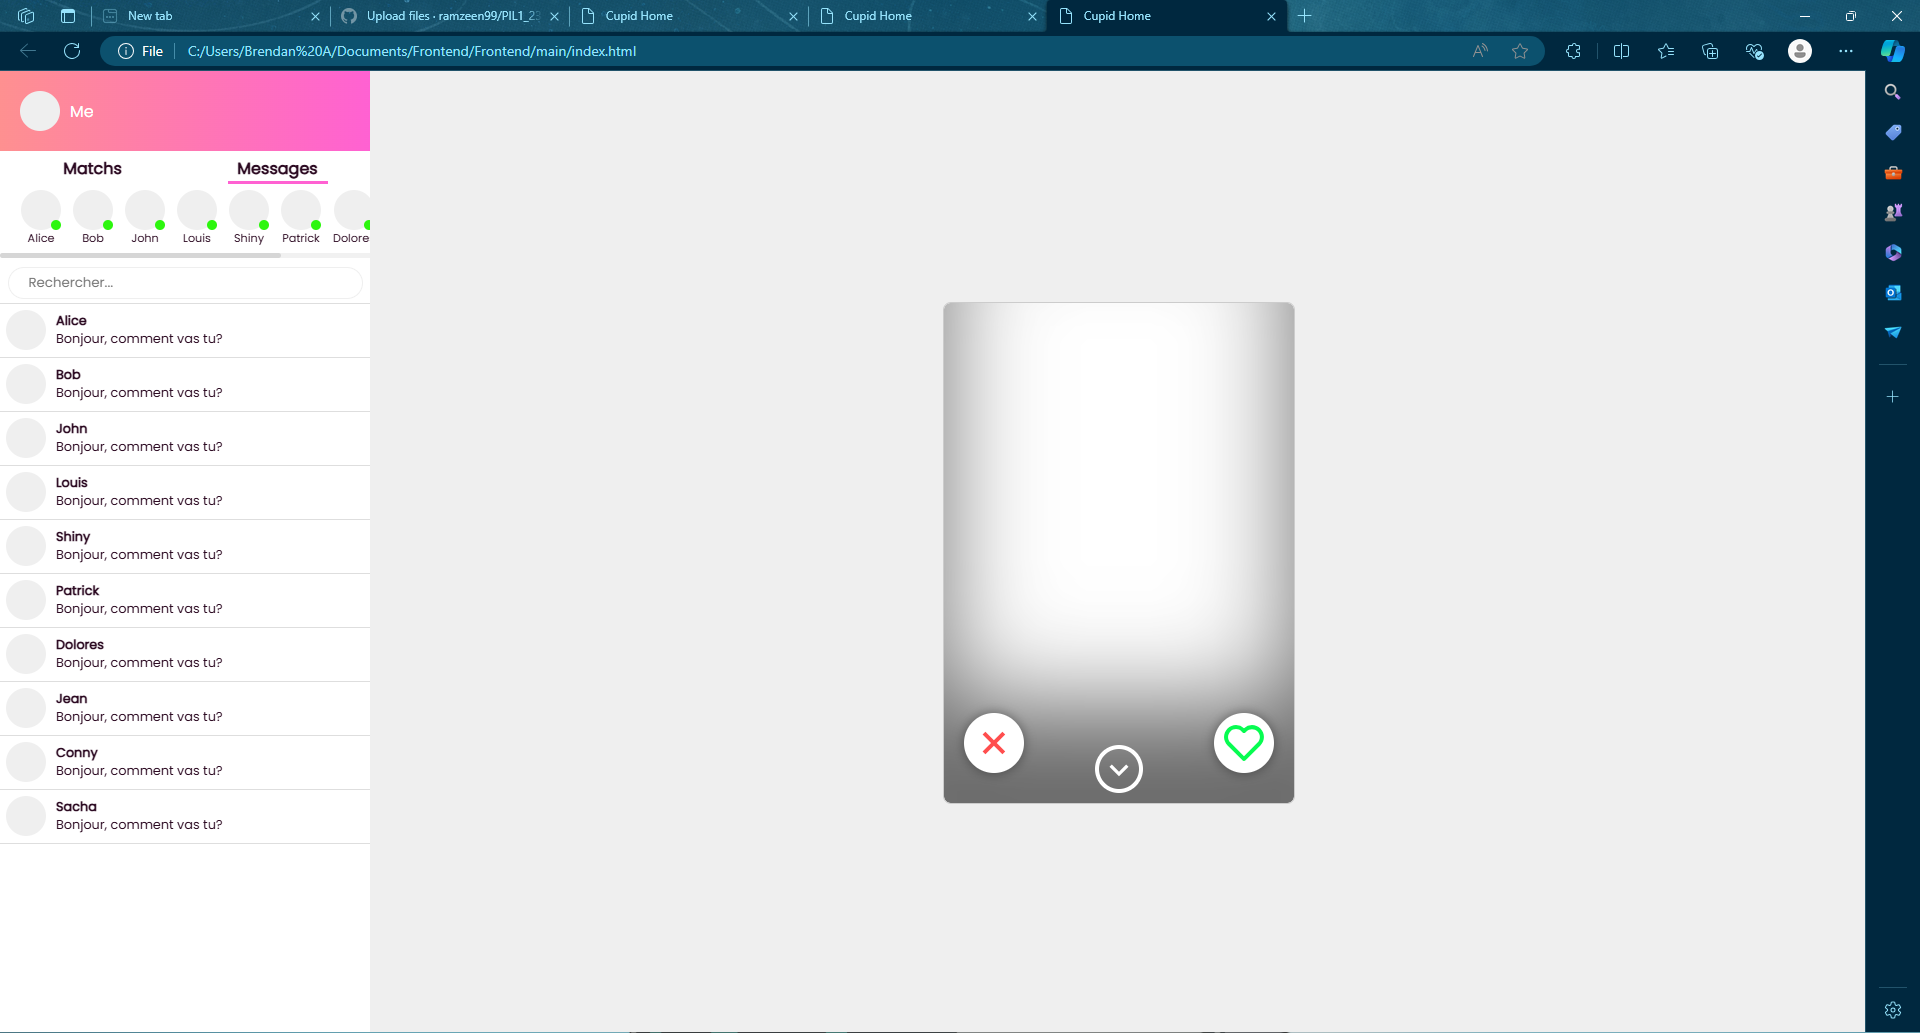 New tab
Upload files · ramzeen99/PIL1_23
Cupid Home
Cupid Home
Cupid Home
File
C:/Users/Brendan%20A/Documents/Frontend/Frontend/main/index.html
Me
Matchs Messages
Alice Bob John Louis Shiny Patrick Dolore
Rechercher...
Alice
Bonjour, comment vas tu?
Bob
Bonjour, comment vas tu?
John
Bonjour, comment vas tu?
Louis
Bonjour, comment vas tu?
Shiny
Bonjour, comment vas tu?
Patrick
Bonjour, comment vas tu?
Dolores
Bonjour, comment vas tu?
Jean
Bonjour, comment vas tu?
Conny
Bonjour, comment vas tu?
Sacha
Bonjour, comment vas tu?